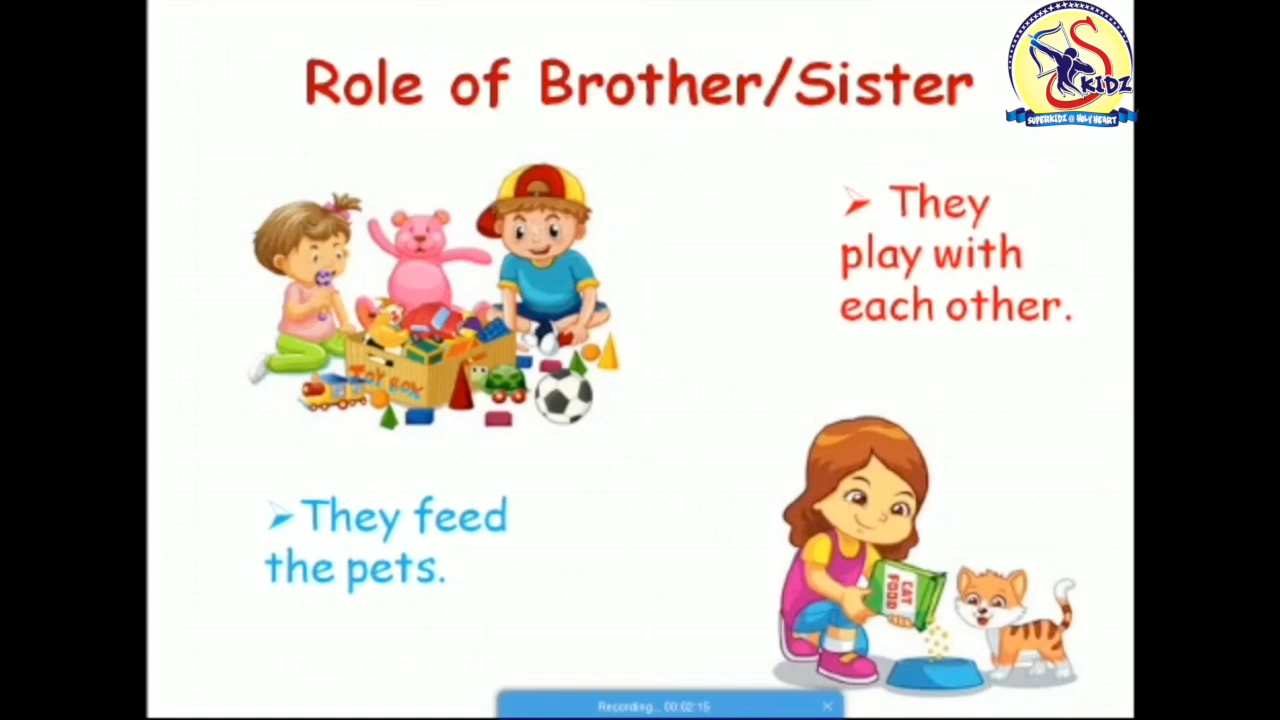 Role of Brother/Sister
S
KIDZ
SUPERKIDZ @ HOLY HEART
➢ They
play with
each other.
TOY BOX
➢They feed
the pets.
CAT
FOOD
Recording... 00:02:15